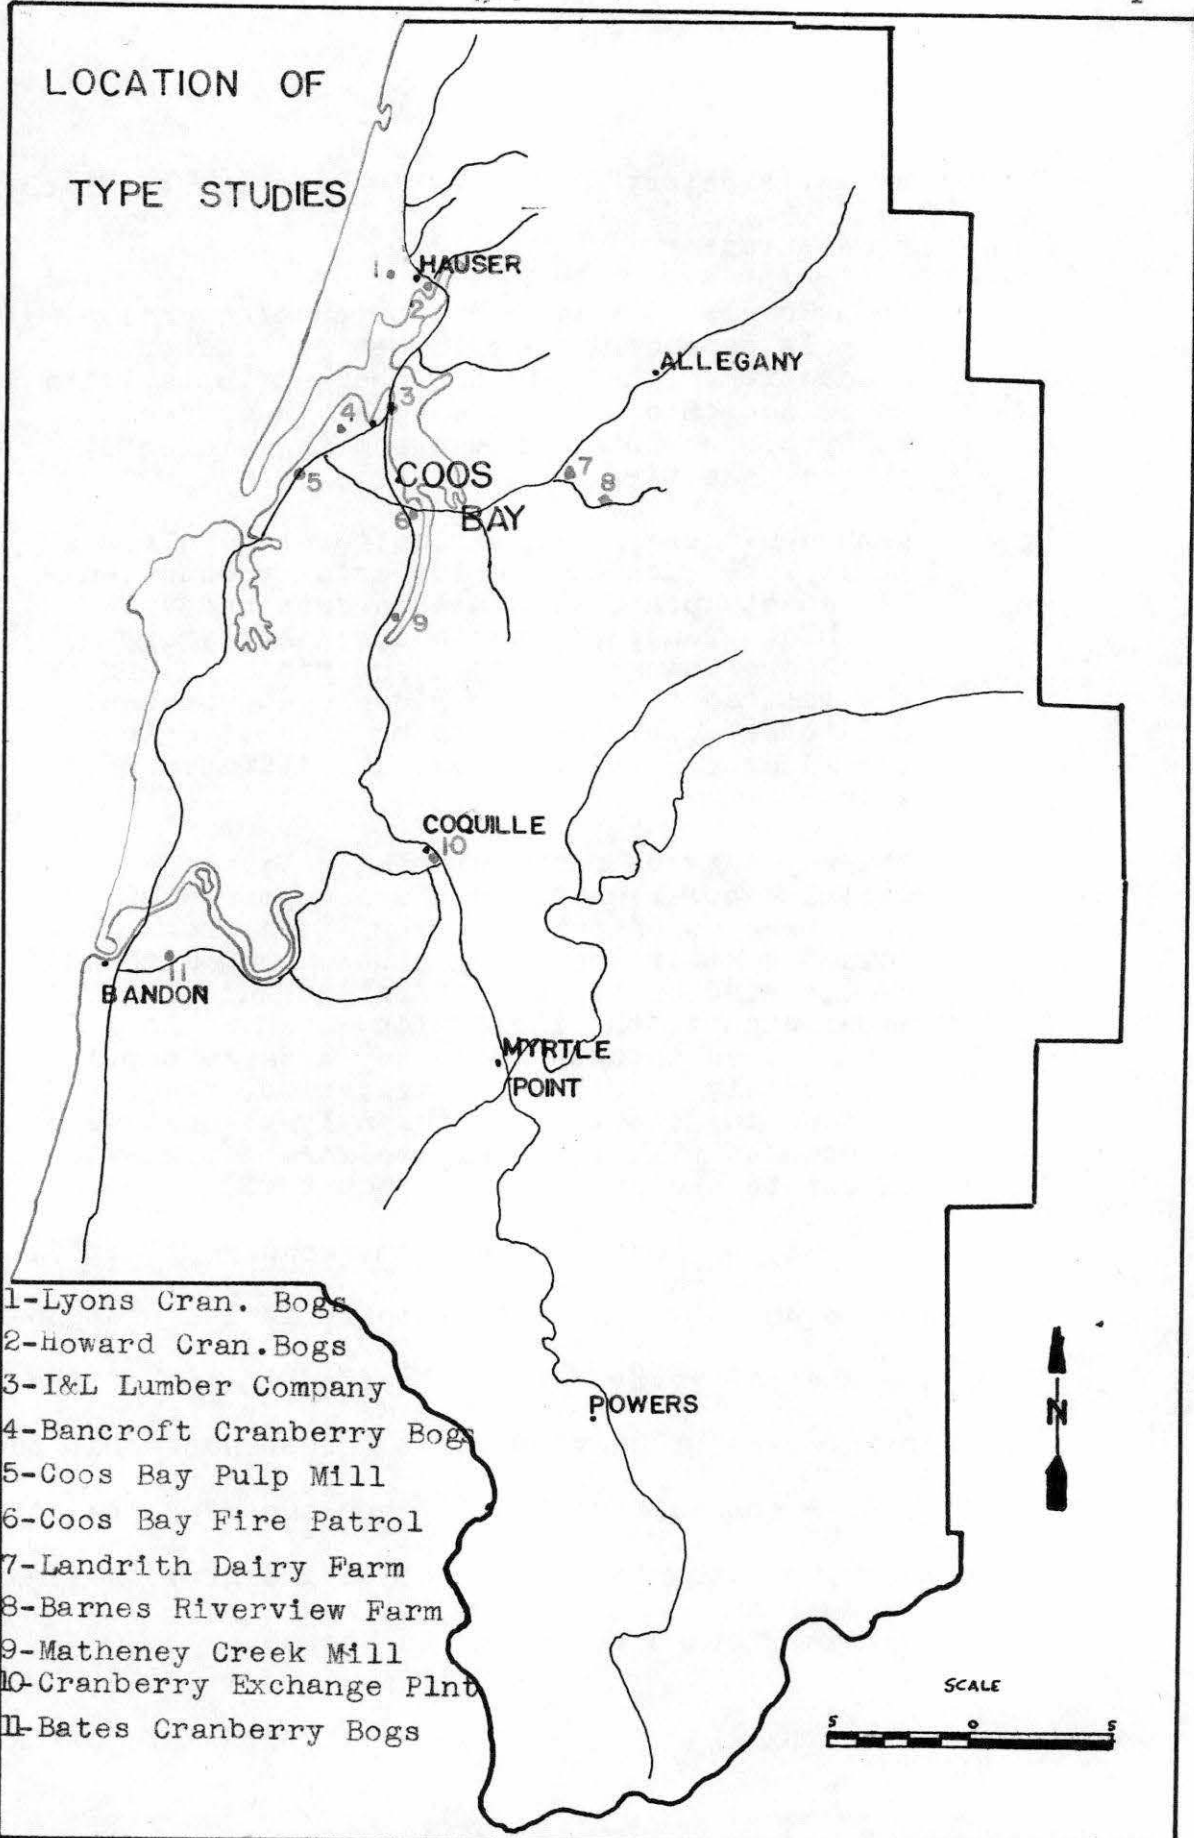 LOCATION OF
TYPE STUDIES
1
HAUSER
2
ALLEGANY
3
4
COOS
BAY
5
6
7
8
9
COQUILLE
10
11
BANDON
MYRTLE
POINT
POWERS
N
SCALE
5 0 5
1-Lyons Cran. Bogs
2-Howard Cran.Bogs
3-I&L Lumber Company
4-Bancroft Cranberry Bogs
5-Coos Bay Pulp Mill
6-Coos Bay Fire Patrol
7-Landrith Dairy Farm
8-Barnes Riverview Farm
9-Matheney Creek Mill
10-Cranberry Exchange Plnt
11-Bates Cranberry Bogs